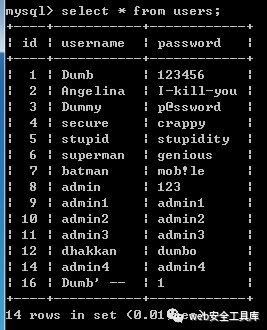 mysql> select * from users;
+----+----------+------------+
| id | username | password   |
+----+----------+------------+
|  1 | Dumb     | 123456     |
|  2 | Angelina | I-kill-you |
|  3 | Dummy    | p@ssword   |
|  4 | secure   | crappy     |
|  5 | stupid   | stupidity  |
|  6 | superman | genious    |
|  7 | batman   | mob!le     |
|  8 | admin    | 123        |
|  9 | admin1   | admin1     |
| 10 | admin2   | admin2     |
| 11 | admin3   | admin3     |
| 12 | dhakkan  | dumbo      |
| 14 | admin4   | admin4     |
| 16 | Dumb' -- | 1          |
+----+----------+------------+
14 rows in set (0.01
web安全工具库